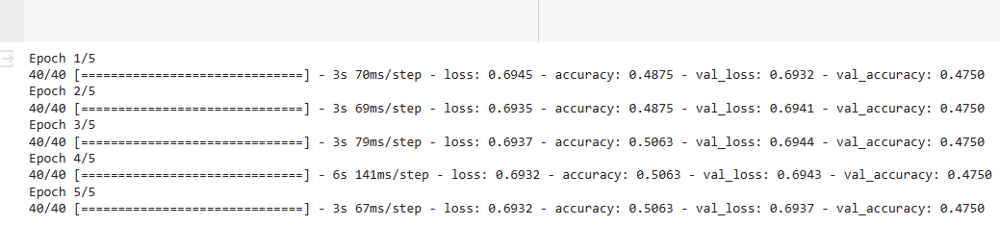 Epoch 1/5
40/40 [==============================] - 3s 70ms/step - loss: 0.6945 - accuracy: 0.4875 - val_loss: 0.6932 - val_accuracy: 0.4750
Epoch 2/5
40/40 [==============================] - 3s 69ms/step - loss: 0.6935 - accuracy: 0.4875 - val_loss: 0.6941 - val_accuracy: 0.4750
Epoch 3/5
40/40 [==============================] - 3s 79ms/step - loss: 0.6937 - accuracy: 0.5063 - val_loss: 0.6944 - val_accuracy: 0.4750
Epoch 4/5
40/40 [==============================] - 6s 141ms/step - loss: 0.6932 - accuracy: 0.5063 - val_loss: 0.6943 - val_accuracy: 0.4750
Epoch 5/5
40/40 [==============================] - 3s 67ms/step - loss: 0.6932 - accuracy: 0.5063 - val_loss: 0.6937 - val_accuracy: 0.4750